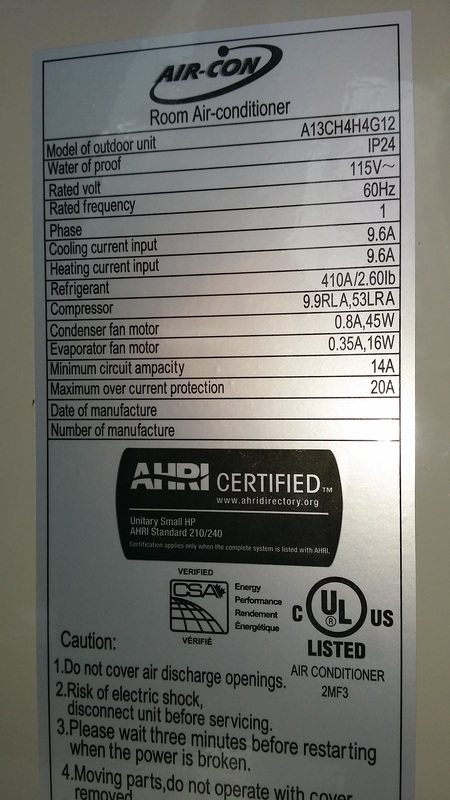 AIR-CON
Room Air-conditioner
Model of outdoor unit A13CH4H4G12
Water of proof IP24
Rated volt 115V~
Rated frequency 60Hz
Phase 1
Cooling current input 9.6A
Heating current input 9.6A
Refrigerant 410A/2.60lb
Compressor 9.9RLA,53LRA
Condenser fan motor 0.8A,45W
Evaporator fan motor 0.35A,16W
Minimum circuit ampacity 14A
Maximum over current protection 20A
Date of manufacture
Number of manufacture
AHRI CERTIFIED™
www.ahridirectory.org
Unitary Small HP
AHRI Standard 210/240
Certification applies only when the complete system is listed with AHRI.
VERIFIED
CSA
Energy
Performance
Rendement
Énergétique
VÉRIFIÉ
C UL® US
LISTED
AIR CONDITIONER
2MF3
Caution:
1.Do not cover air discharge openings.
2.Risk of electric shock,
disconnect unit before servicing.
3.Please wait three minutes before restarting
when the power is broken.
4.Moving parts,do not operate with cover
removed